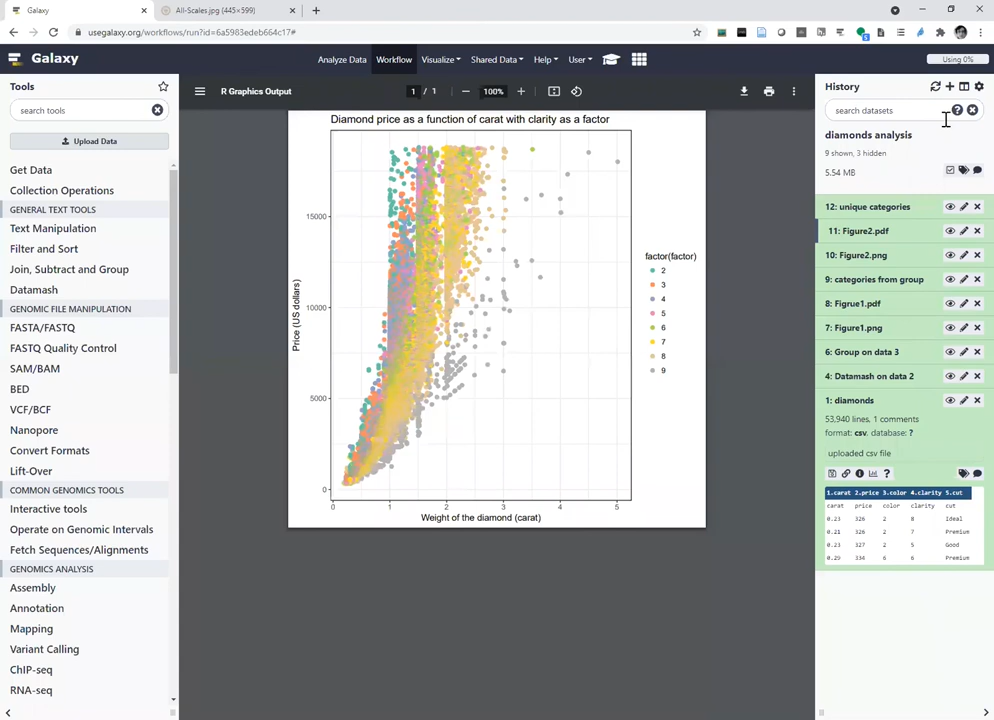 Galaxy
All-Scales.jpg (445×599)
usegalaxy.org/workflows/run?id=6a5983edeb664c17#
Galaxy
Analyze Data
Workflow
Visualize
Shared Data
Help
User
Using 0%
Tools
search tools
Upload Data
Get Data
Collection Operations
GENERAL TEXT TOOLS
Text Manipulation
Filter and Sort
Join, Subtract and Group
Datamash
GENOMIC FILE MANIPULATION
FASTA/FASTQ
FASTQ Quality Control
SAM/BAM
BED
VCF/BCF
Nanopore
Convert Formats
Lift-Over
COMMON GENOMICS TOOLS
Interactive tools
Operate on Genomic Intervals
Fetch Sequences/Alignments
GENOMICS ANALYSIS
Assembly
Annotation
Mapping
Variant Calling
ChIP-seq
RNA-seq
R Graphics Output
1 / 1
100%
Diamond price as a function of carat with clarity as a factor
Price (US dollars)
15000
10000
5000
0
0 1 2 3 4 5
Weight of the diamond (carat)
factor(factor)
2
3
4
5
6
7
8
9
History
search datasets
diamonds analysis
9 shown, 3 hidden
5.54 MB
12: unique categories
11: Figure2.pdf
10: Figure2.png
9: categories from group
8: Figrue1.pdf
7: Figure1.png
6: Group on data 3
4: Datamash on data 2
1: diamonds
53,940 lines, 1 comments
format: csv, database: ?
uploaded csv file
1.carat 2.price 3.color 4.clarity 5.cut
carat price color clarity cut
0.23 326 2 8 Ideal
0.21 326 2 7 Premium
0.23 327 2 5 Good
0.29 334 6 6 Premium